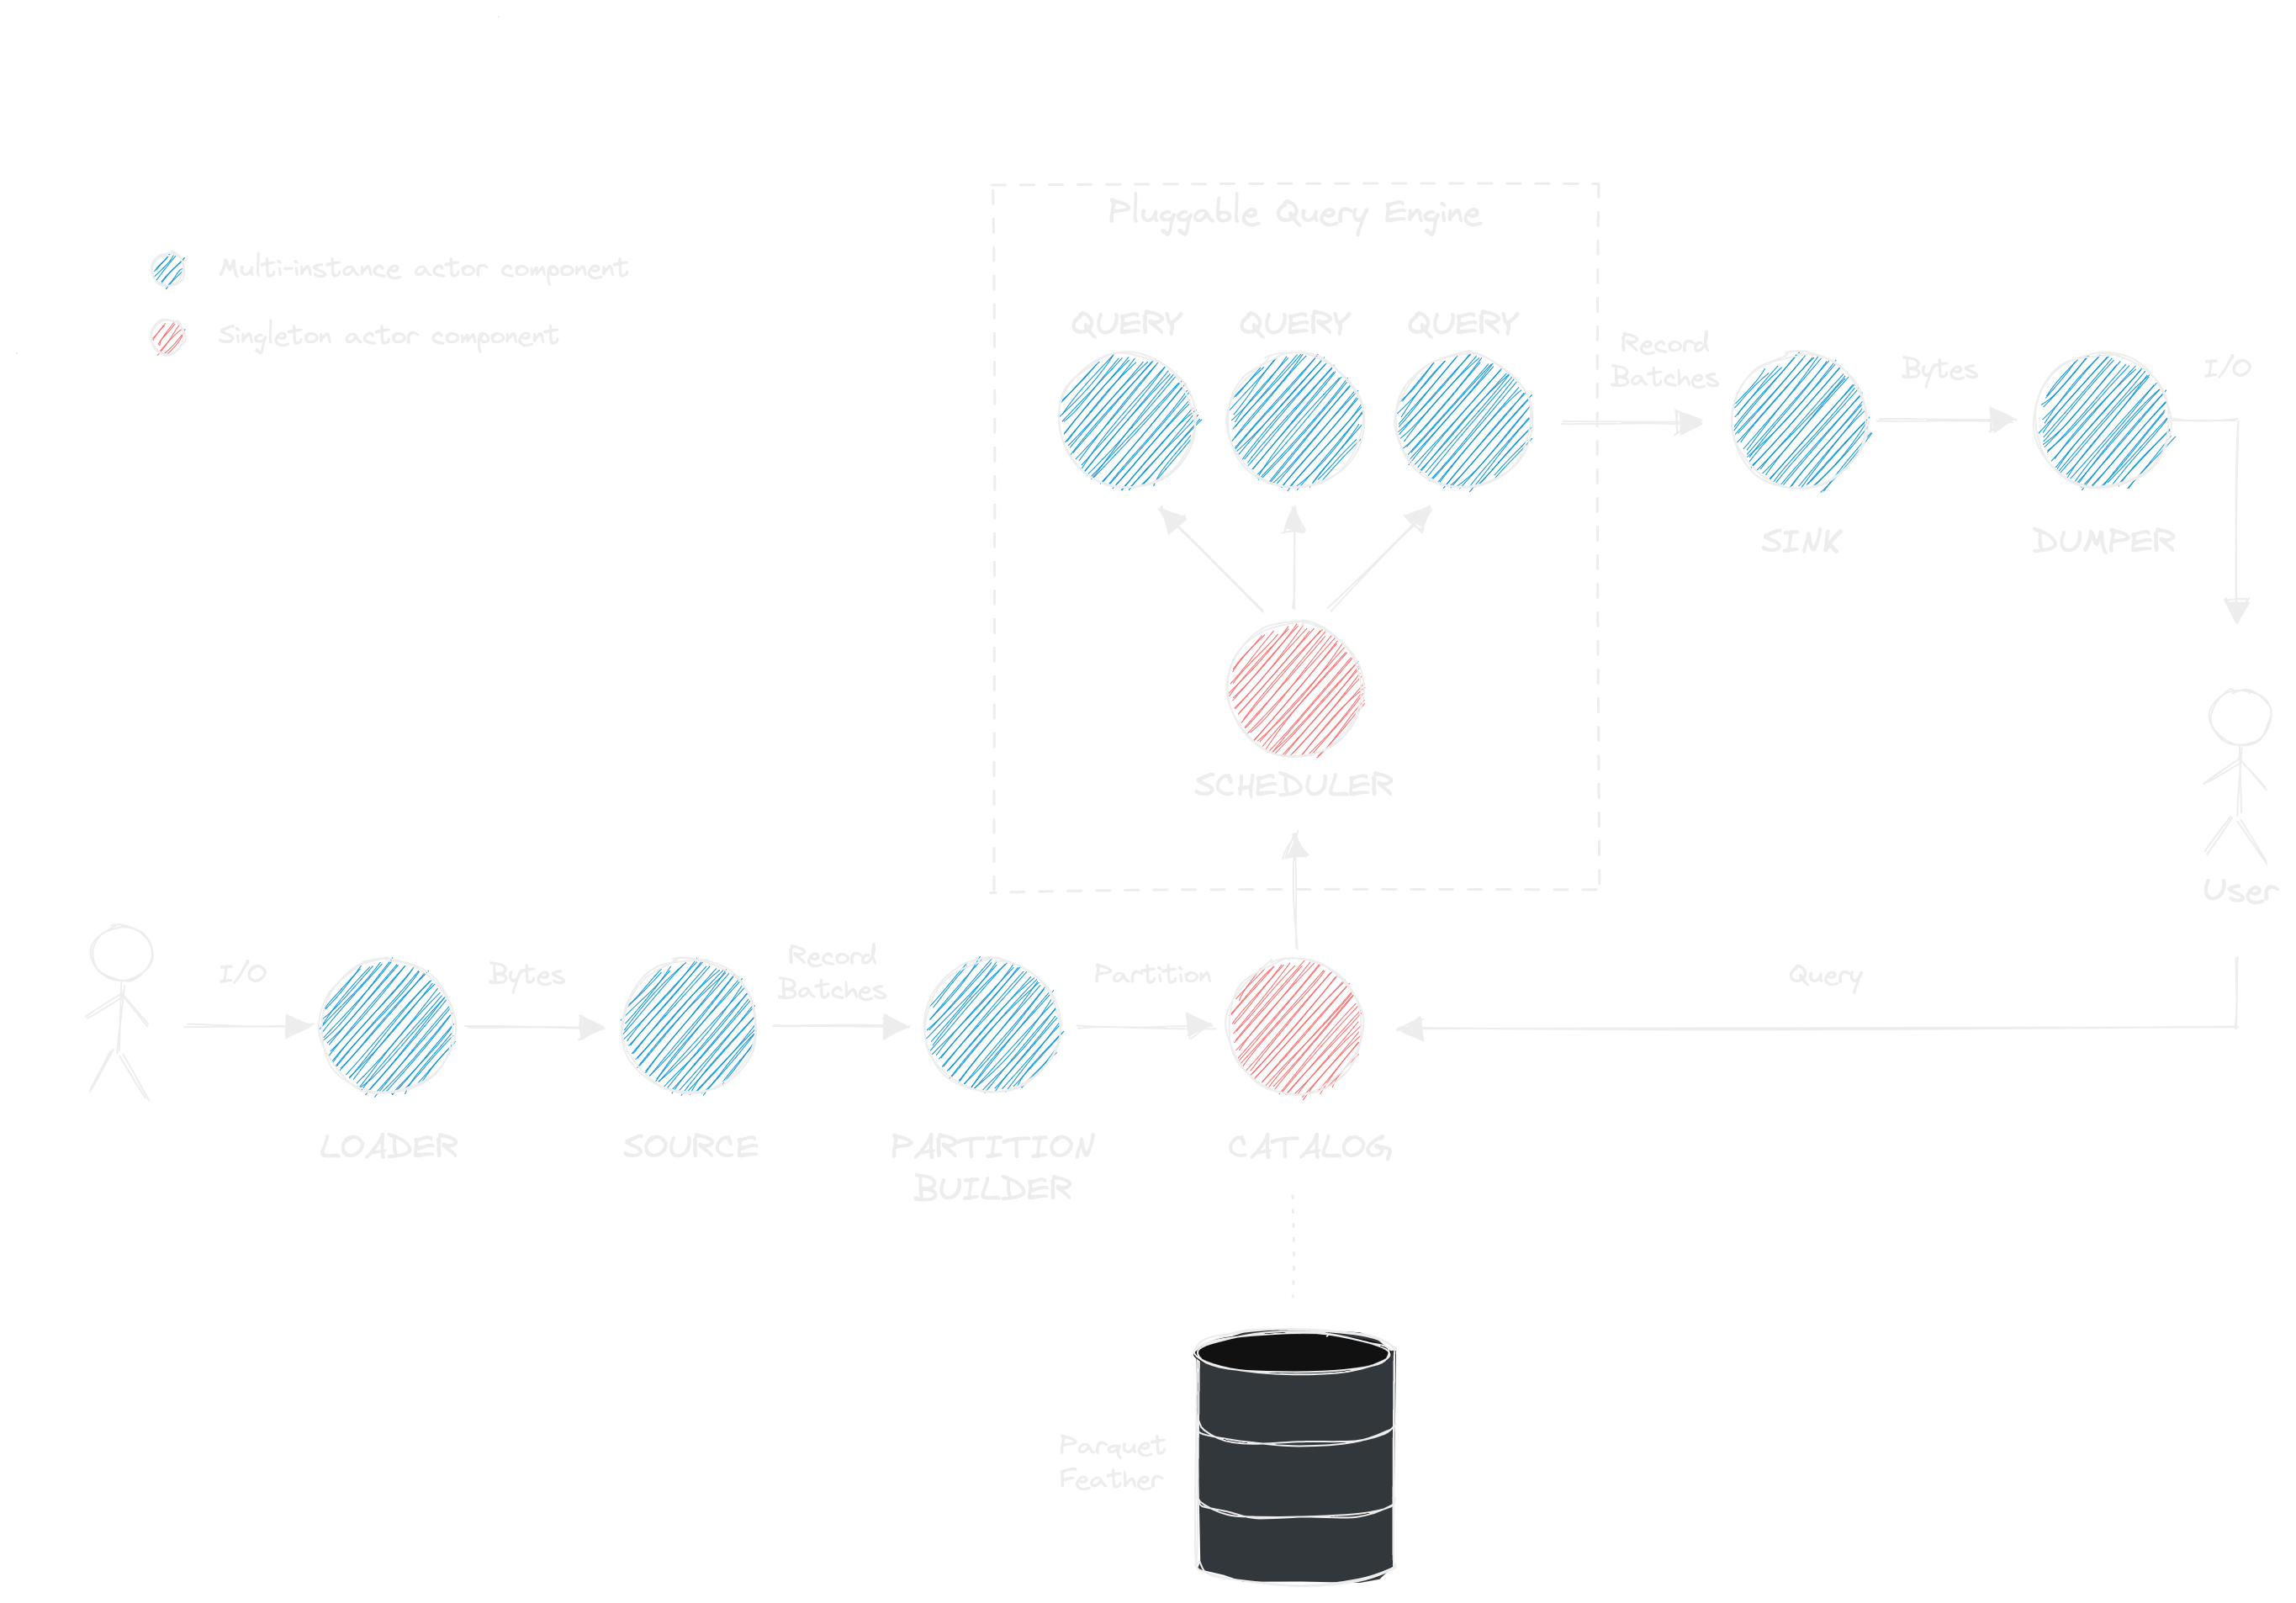 Pluggable Query Engine
Multi-instance actor component
Singleton actor component
QUERY
QUERY
QUERY
Record
Batches
Bytes
I/O
SINK
DUMPER
SCHEDULER
User
I/O
Bytes
Record
Batches
Partition
Query
LOADER
SOURCE
PARTITION
BUILDER
CATALOG
Parquet
Feather